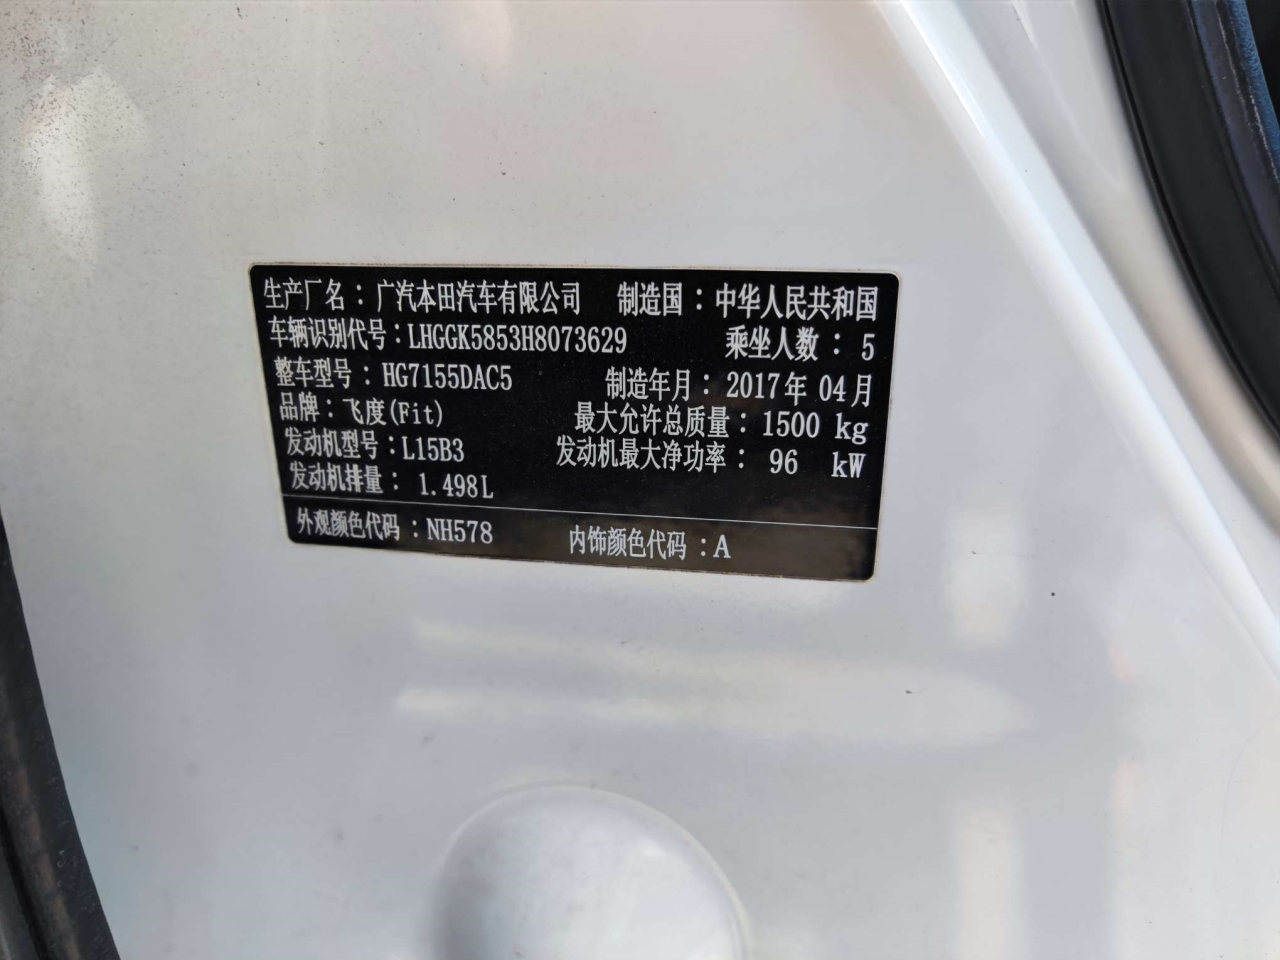 生产厂名：广汽本田汽车有限公司 制造国：中华人民共和国
车辆识别代号：LHGGK5853H8073629 乘坐人数：5
整车型号：HG7155DAC5 制造年月：2017年04月
品牌：飞度(Fit) 最大允许总质量：1500 kg
发动机型号：L15B3 发动机最大净功率：96 kW
发动机排量：1.498L
外观颜色代码：NH578 内饰颜色代码：A